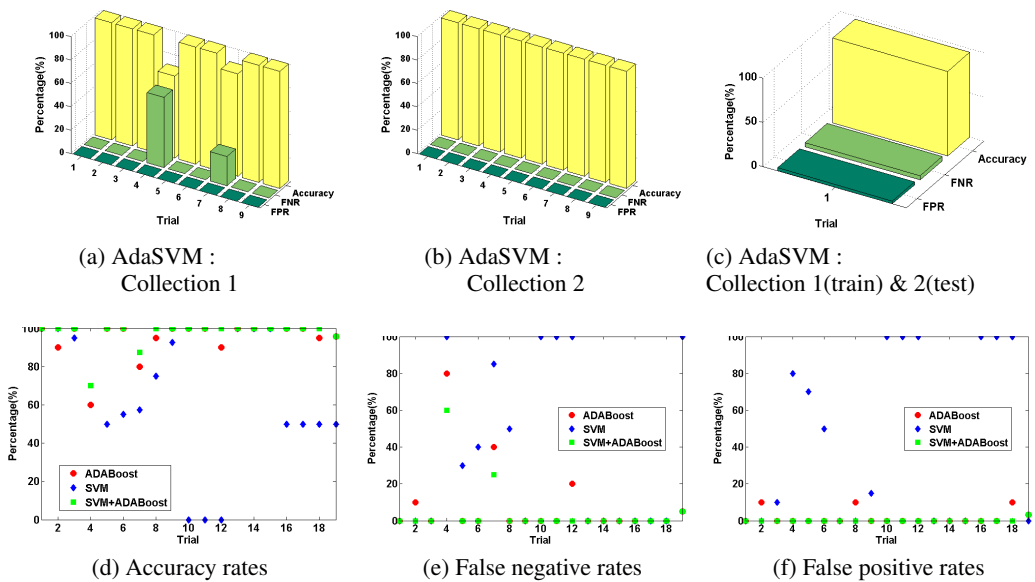 100
80
60
40
20
0
Percentage(%)
1
2
3
4
5
6
7
8
9
Trial
Accuracy
FNR
FPR
(a) AdaSVM :
Collection 1
100
80
60
40
20
0
Percentage(%)
1
2
3
4
5
6
7
8
9
Trial
Accuracy
FNR
FPR
(b) AdaSVM :
Collection 2
100
50
0
Percentage(%)
1
Trial
Accuracy
FNR
FPR
(c) AdaSVM :
Collection 1(train) & 2(test)
100
80
60
40
20
0
Percentage(%)
ADABoost
SVM
SVM+ADABoost
2 4 6 8 10 12 14 16 18
Trial
(d) Accuracy rates
100
80
60
40
20
0
Percentage(%)
ADABoost
SVM
SVM+ADABoost
2 4 6 8 10 12 14 16 18
Trial
(e) False negative rates
100
80
60
40
20
0
Percentage(%)
ADABoost
SVM
SVM+ADABoost
2 4 6 8 10 12 14 16 18
Trial
(f) False positive rates